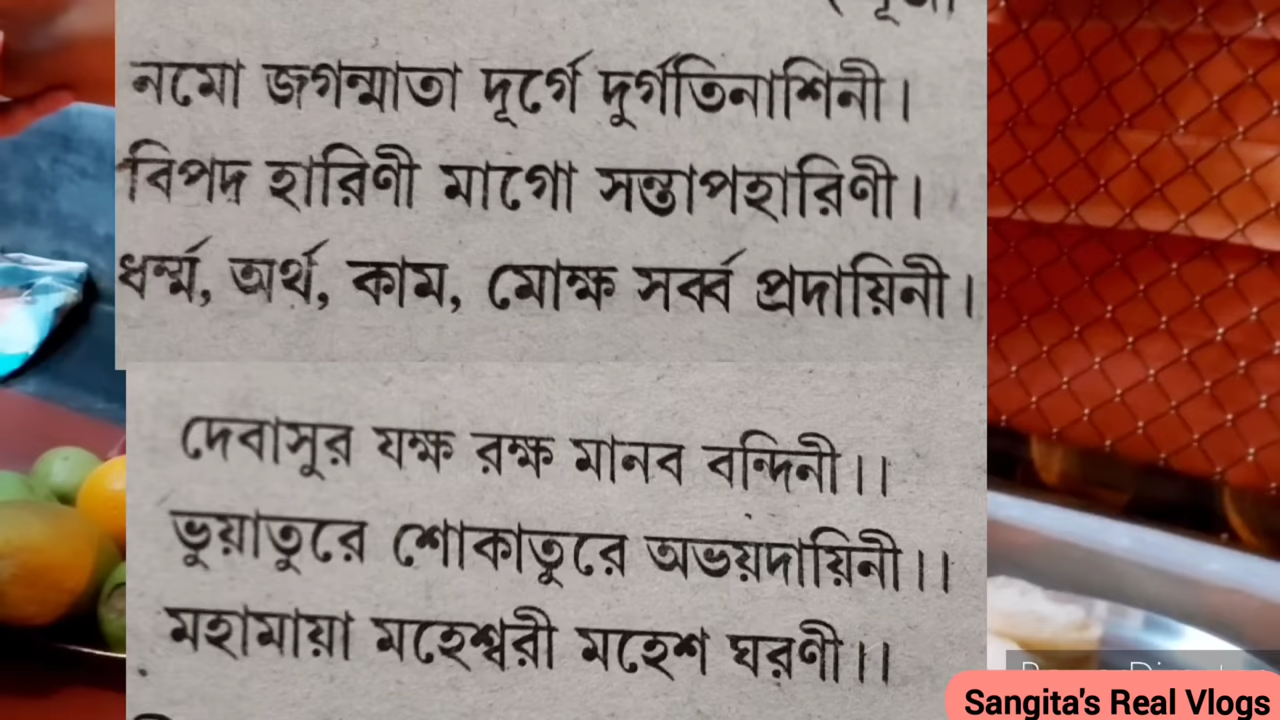 নমো জগন্মাতা দূর্গে দুর্গতিনাশিনী।
বিপদ হারিণী মাগো সন্তাপহারিণী।
ধর্ম্ম, অর্থ, কাম, মোক্ষ সর্ব্ব প্রদায়িনী।
দেবাসুর যক্ষ রক্ষ মানব বন্দিনী।।
ভুয়াতুরে শোকাতুরে অভয়দায়িনী।।
মহামায়া মহেশ্বরী মহেশ ঘরণী।।
Sangita's Real Vlogs